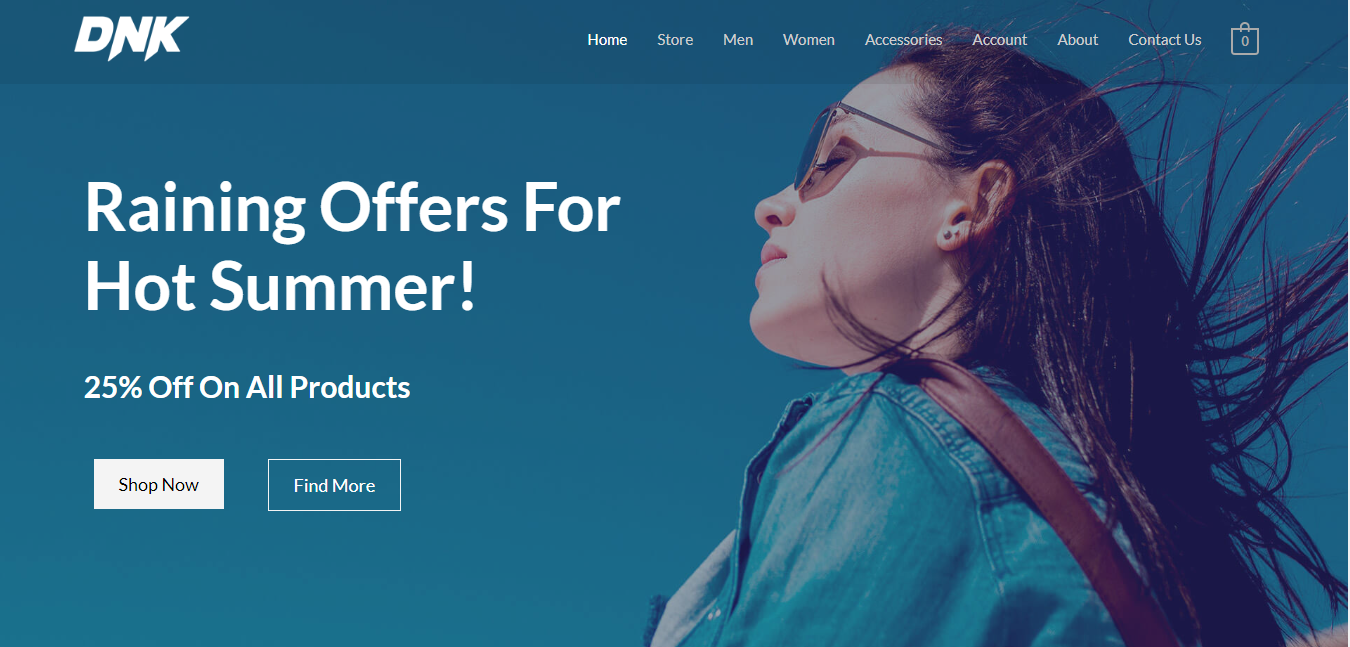 DNK
Home Store Men Women Accessories Account About Contact Us 0
Raining Offers For
Hot Summer!
25% Off On All Products
Shop Now Find More